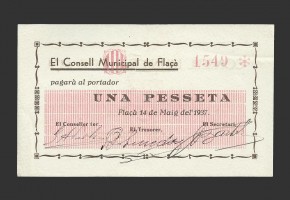 El Consell Municipal de Flaçà
1549
pagarà al portador
UNA PESSETA
Flaçà 14 de Maig del 1937.
El Conseller 1er.
El Tresorer.
El Secretari.